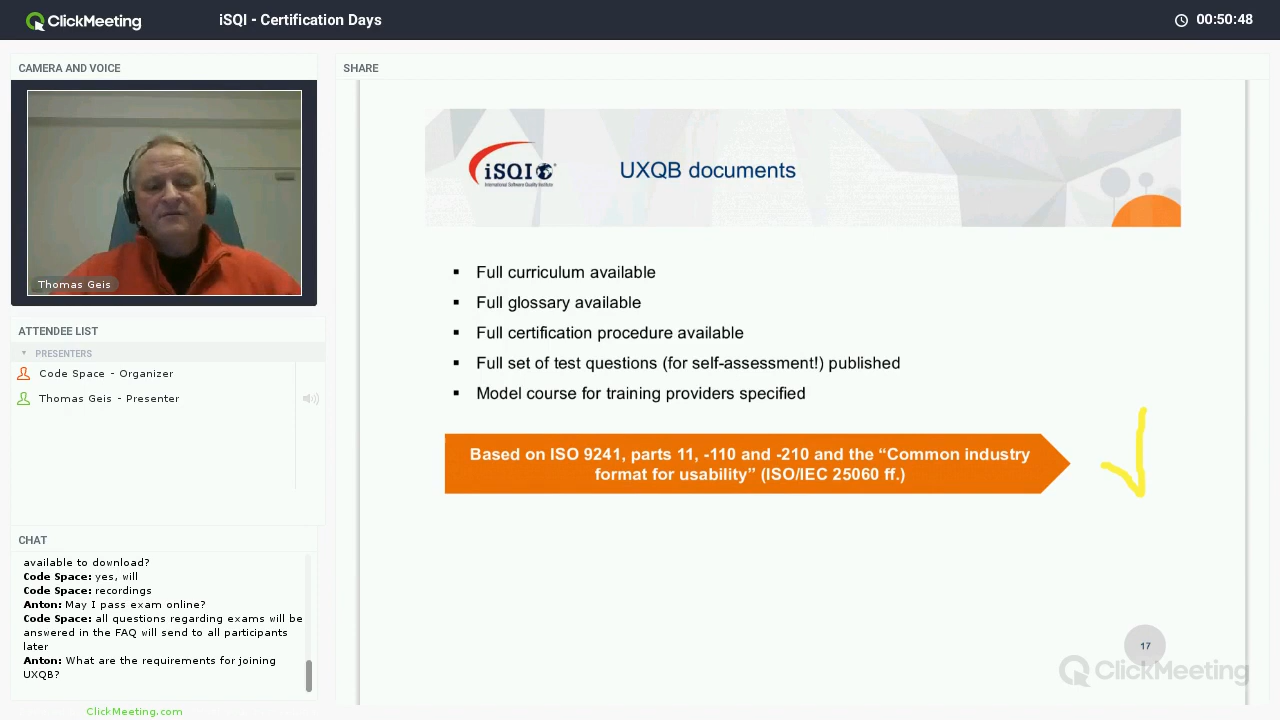 ClickMeeting
iSQI - Certification Days
00:50:48
CAMERA AND VOICE
Thomas Geis
ATTENDEE LIST
PRESENTERS
Code Space - Organizer
Thomas Geis - Presenter
CHAT
available to download?
Code Space: yes, will
Code Space: recordings
Anton: May I pass exam online?
Code Space: all questions regarding exams will be
answered in the FAQ will send to all participants
later
Anton: What are the requirements for joining
UXQB?
ClickMeeting.com
SHARE
iSQI
International Software Quality Institute
UXQB documents
▪ Full curriculum available
▪ Full glossary available
▪ Full certification procedure available
▪ Full set of test questions (for self-assessment!) published
▪ Model course for training providers specified
Based on ISO 9241, parts 11, -110 and -210 and the “Common industry
format for usability” (ISO/IEC 25060 ff.)
17
ClickMeeting